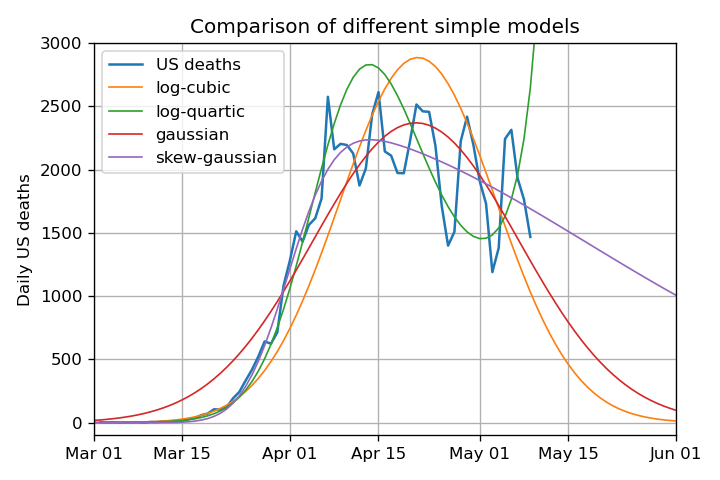 Comparison of different simple models
3000
2500
2000
1500
1000
500
0
Daily US deaths
US deaths
log-cubic
log-quartic
gaussian
skew-gaussian
Mar 01 Mar 15 Apr 01 Apr 15 May 01 May 15 Jun 01